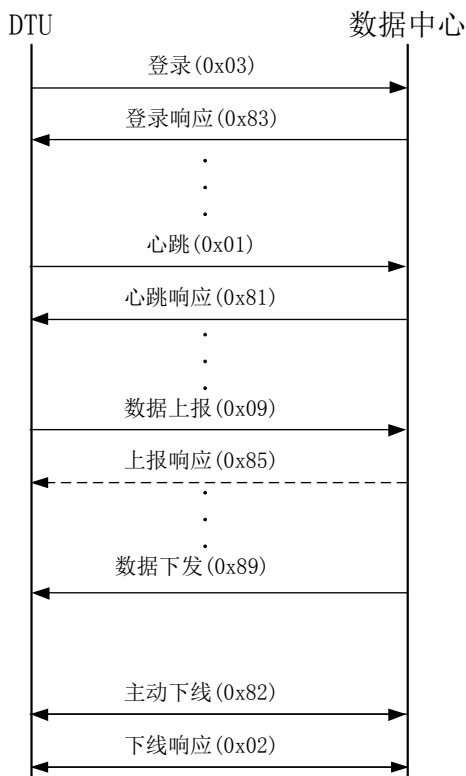 DTU
数据中心
登录(0x03)
登录响应(0x83)
心跳(0x01)
心跳响应(0x81)
数据上报(0x09)
上报响应(0x85)
数据下发(0x89)
主动下线(0x82)
下线响应(0x02)